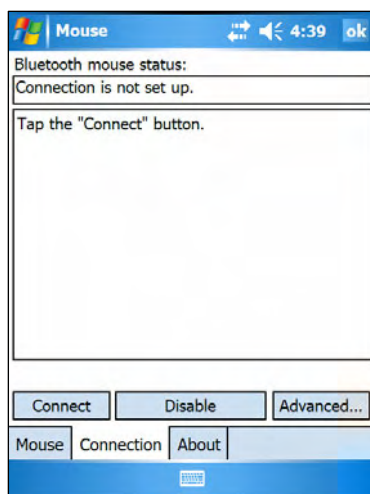 Mouse 4:39 ok
Bluetooth mouse status:
Connection is not set up.
Tap the "Connect" button.
Connect Disable Advanced...
Mouse Connection About